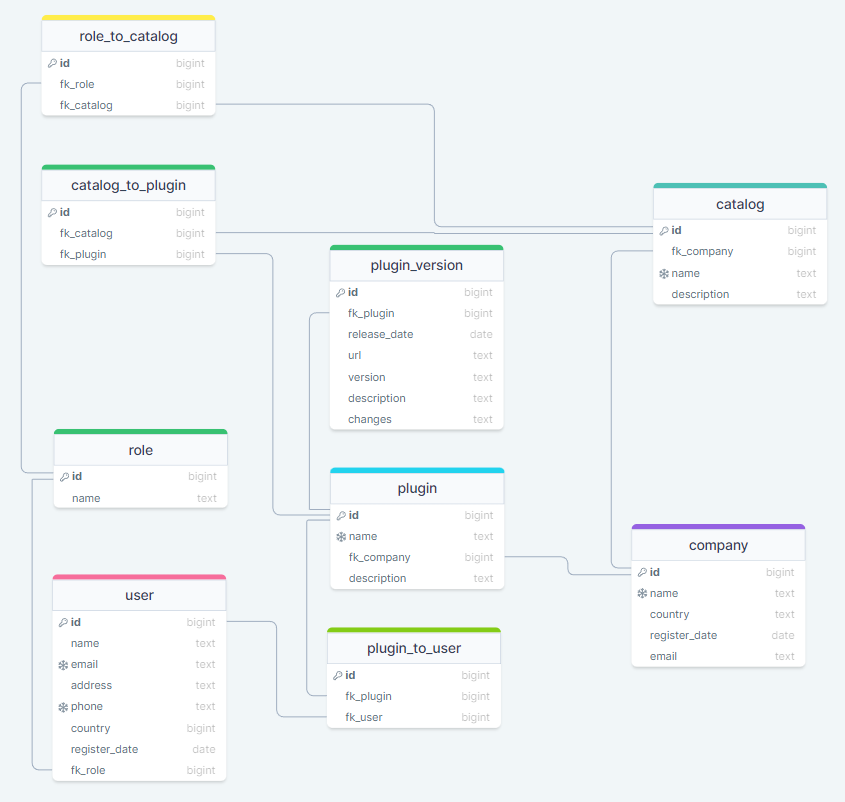 role_to_catalog
id bigint
fk_role bigint
fk_catalog bigint
catalog_to_plugin
id bigint
fk_catalog bigint
fk_plugin bigint
catalog
id bigint
fk_company bigint
name text
description text
plugin_version
id bigint
fk_plugin bigint
release_date date
url text
version text
description text
changes text
role
id bigint
name text
plugin
id bigint
name text
fk_company bigint
description text
company
id bigint
name text
country text
register_date date
email text
user
id bigint
name text
email text
address text
phone text
country bigint
register_date date
fk_role bigint
plugin_to_user
id bigint
fk_plugin bigint
fk_user bigint